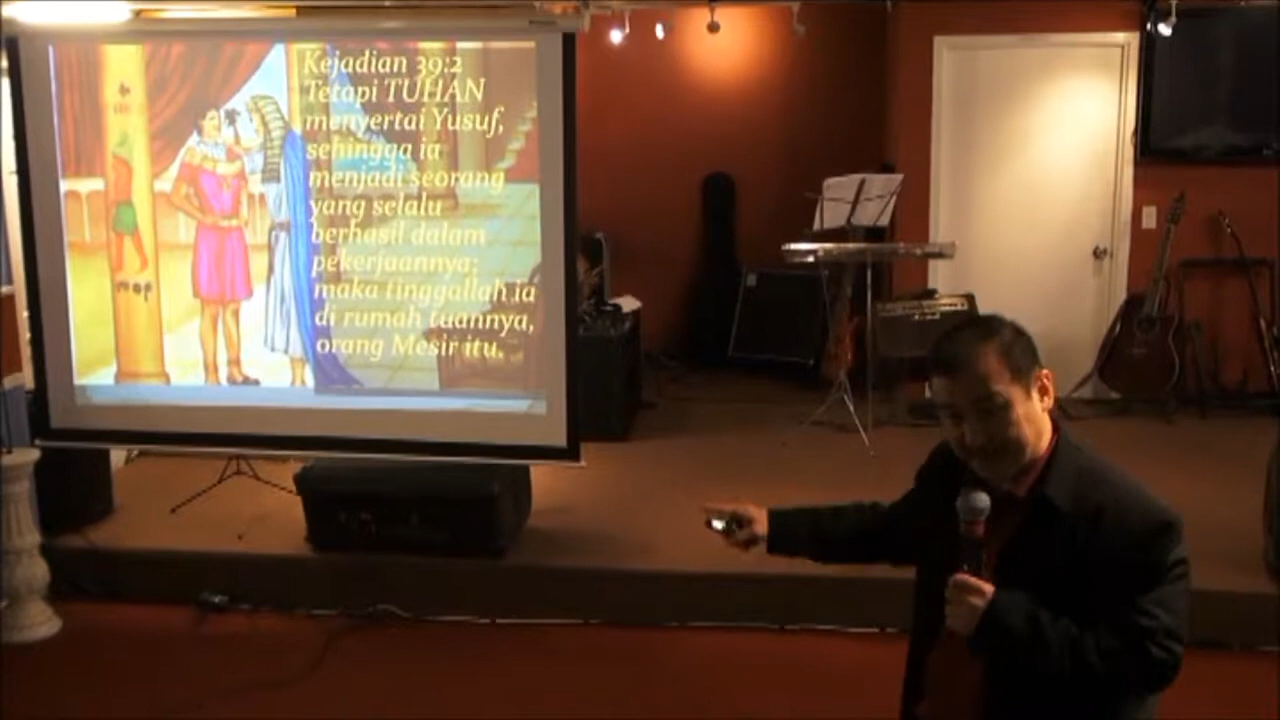 Kejadian 39:2
Tetapi TUHAN
menyertai Yusuf,
sehingga ia
menjadi seorang
yang selalu
berhasil dalam
pekerjaannya;
maka tinggallah ia
di rumah tuannya,
orang Mesir itu.